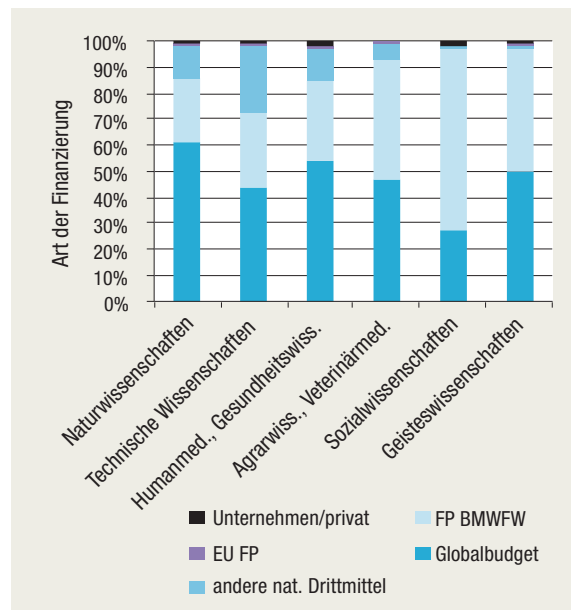 Art der Finanzierung
100%
90%
80%
70%
60%
50%
40%
30%
20%
10%
0%
Naturwissenschaften
Technische Wissenschaften
Humanmed., Gesundheitswiss.
Agrarwiss., Veterinärmed.
Sozialwissenschaften
Geisteswissenschaften
Unternehmen/privat
FP BMWFW
EU FP
Globalbudget
andere nat. Drittmittel